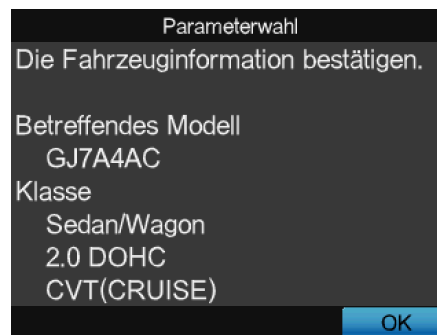 Parameterwahl
Die Fahrzeuginformation bestätigen.
Betreffendes Modell
GJ7A4AC
Klasse
Sedan/Wagon
2.0 DOHC
CVT(CRUISE)
OK